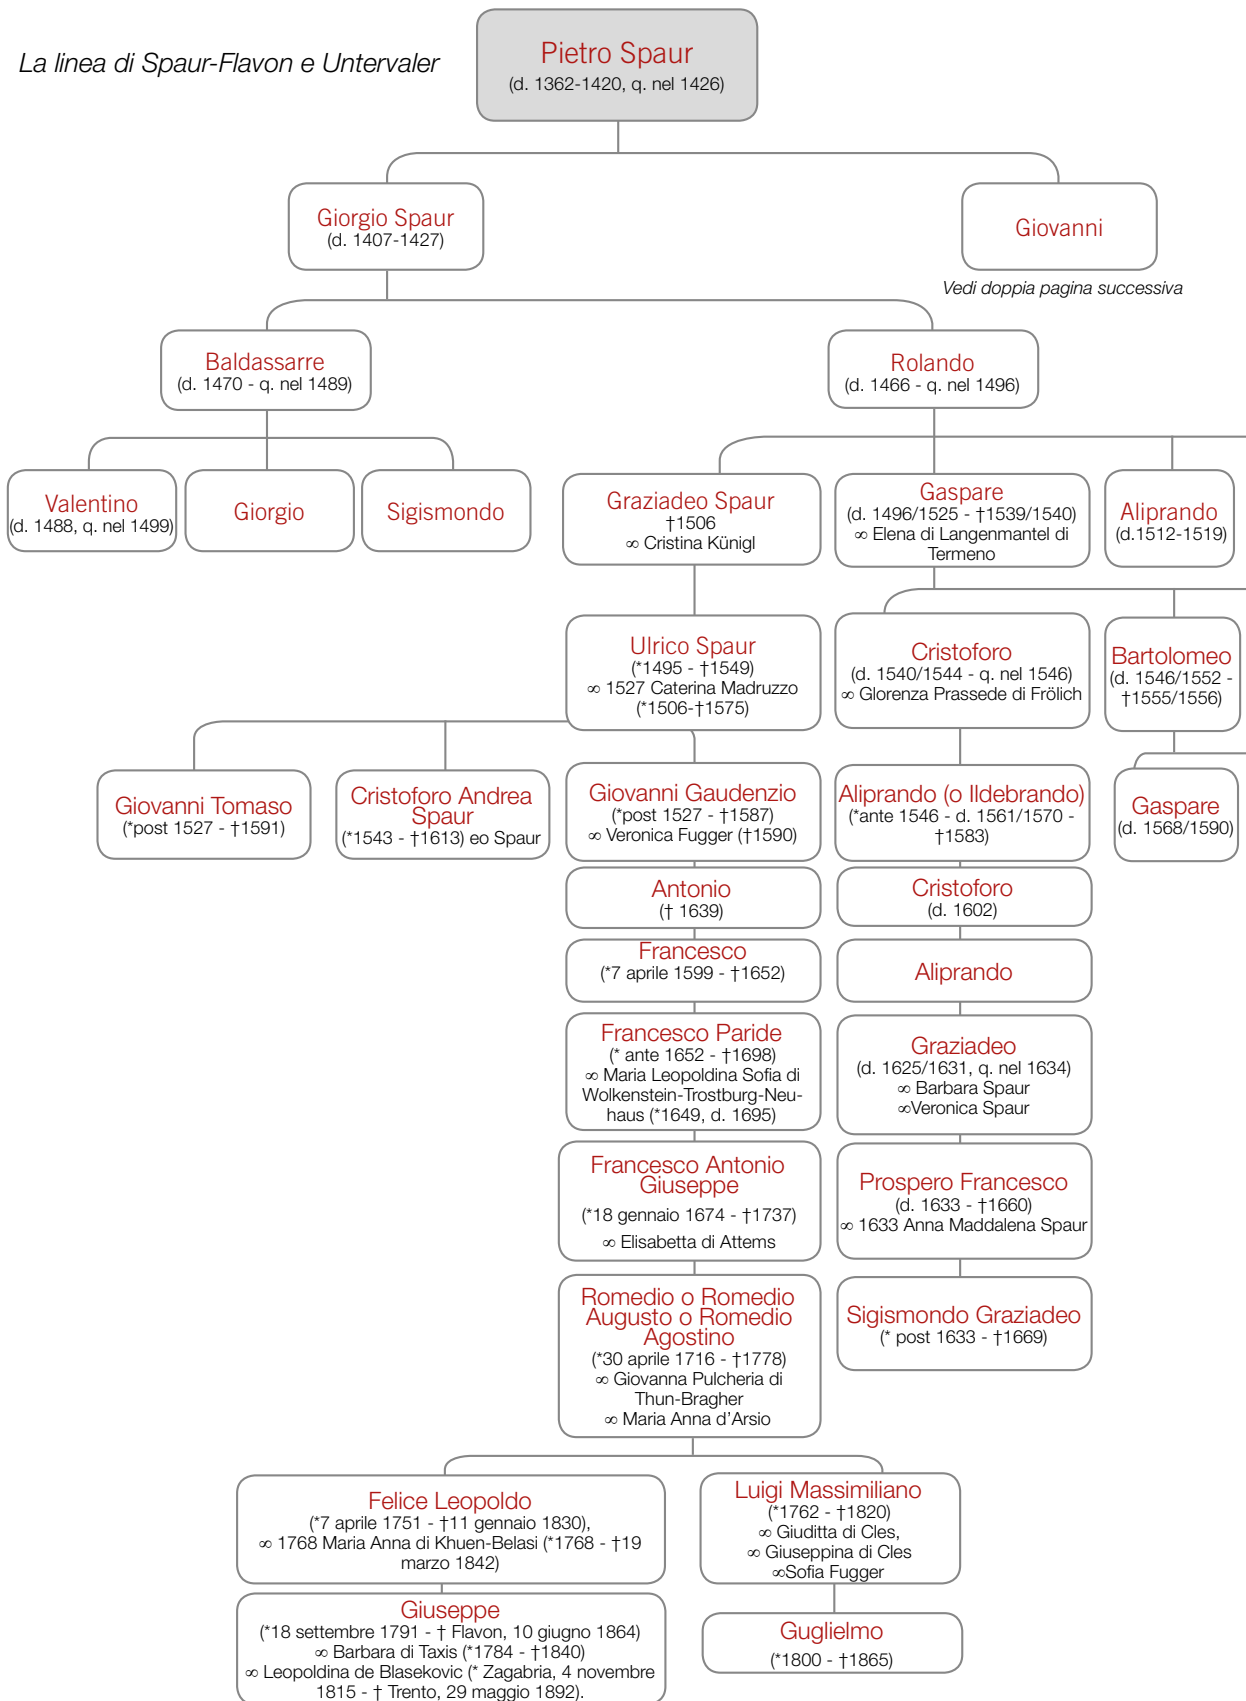 La linea di Spaur-Flavon e Untervaler
Pietro Spaur
(d. 1362-1420, q. nel 1426)
Giorgio Spaur
(d. 1407-1427)
Giovanni
Vedi doppia pagina successiva
Baldassarre
(d. 1470 - q. nel 1489)
Rolando
(d. 1466 - q. nel 1496)
Valentino
(d. 1488, q. nel 1499)
Giorgio
Sigismondo
Graziadeo Spaur
†1506
∞ Cristina Künigl
Gaspare
(d. 1496/1525 - †1539/1540)
∞ Elena di Langenmantel di
Termeno
Aliprando
(d.1512-1519)
Ulrico Spaur
(*1495 - †1549)
∞ 1527 Caterina Madruzzo
(*1506-†1575)
Cristoforo
(d. 1540/1544 - q. nel 1546)
∞ Glorenza Prassede di Frölich
Bartolomeo
(d. 1546/1552 -
†1555/1556)
Giovanni Tomaso
(*post 1527 - †1591)
Cristoforo Andrea
Spaur
(*1543 - †1613) eo Spaur
Giovanni Gaudenzio
(*post 1527 - †1587)
∞ Veronica Fugger (†1590)
Aliprando (o Ildebrando)
(*ante 1546 - d. 1561/1570 -
†1583)
Gaspare
(d. 1568/1590)
Antonio
(† 1639)
Cristoforo
(d. 1602)
Francesco
(*7 aprile 1599 - †1652)
Aliprando
Francesco Paride
(* ante 1652 - †1698)
∞ Maria Leopoldina Sofia di
Wolkenstein-Trostburg-Neu-
haus (*1649, d. 1695)
Graziadeo
(d. 1625/1631, q. nel 1634)
∞ Barbara Spaur
∞Veronica Spaur
Francesco Antonio
Giuseppe
(*18 gennaio 1674 - †1737)
∞ Elisabetta di Attems
Prospero Francesco
(d. 1633 - †1660)
∞ 1633 Anna Maddalena Spaur
Romedio o Romedio
Augusto o Romedio
Agostino
(*30 aprile 1716 - †1778)
∞ Giovanna Pulcheria di
Thun-Bragher
∞ Maria Anna d’Arsio
Sigismondo Graziadeo
(* post 1633 - †1669)
Felice Leopoldo
(*7 aprile 1751 - †11 gennaio 1830),
∞ 1768 Maria Anna di Khuen-Belasi (*1768 - †19
marzo 1842)
Luigi Massimiliano
(*1762 - †1820)
∞ Giuditta di Cles,
∞ Giuseppina di Cles
∞Sofia Fugger
Giuseppe
(*18 settembre 1791 - † Flavon, 10 giugno 1864)
∞ Barbara di Taxis (*1784 - †1840)
∞ Leopoldina de Blasekovic (* Zagabria, 4 novembre
1815 - † Trento, 29 maggio 1892).
Guglielmo
(*1800 - †1865)